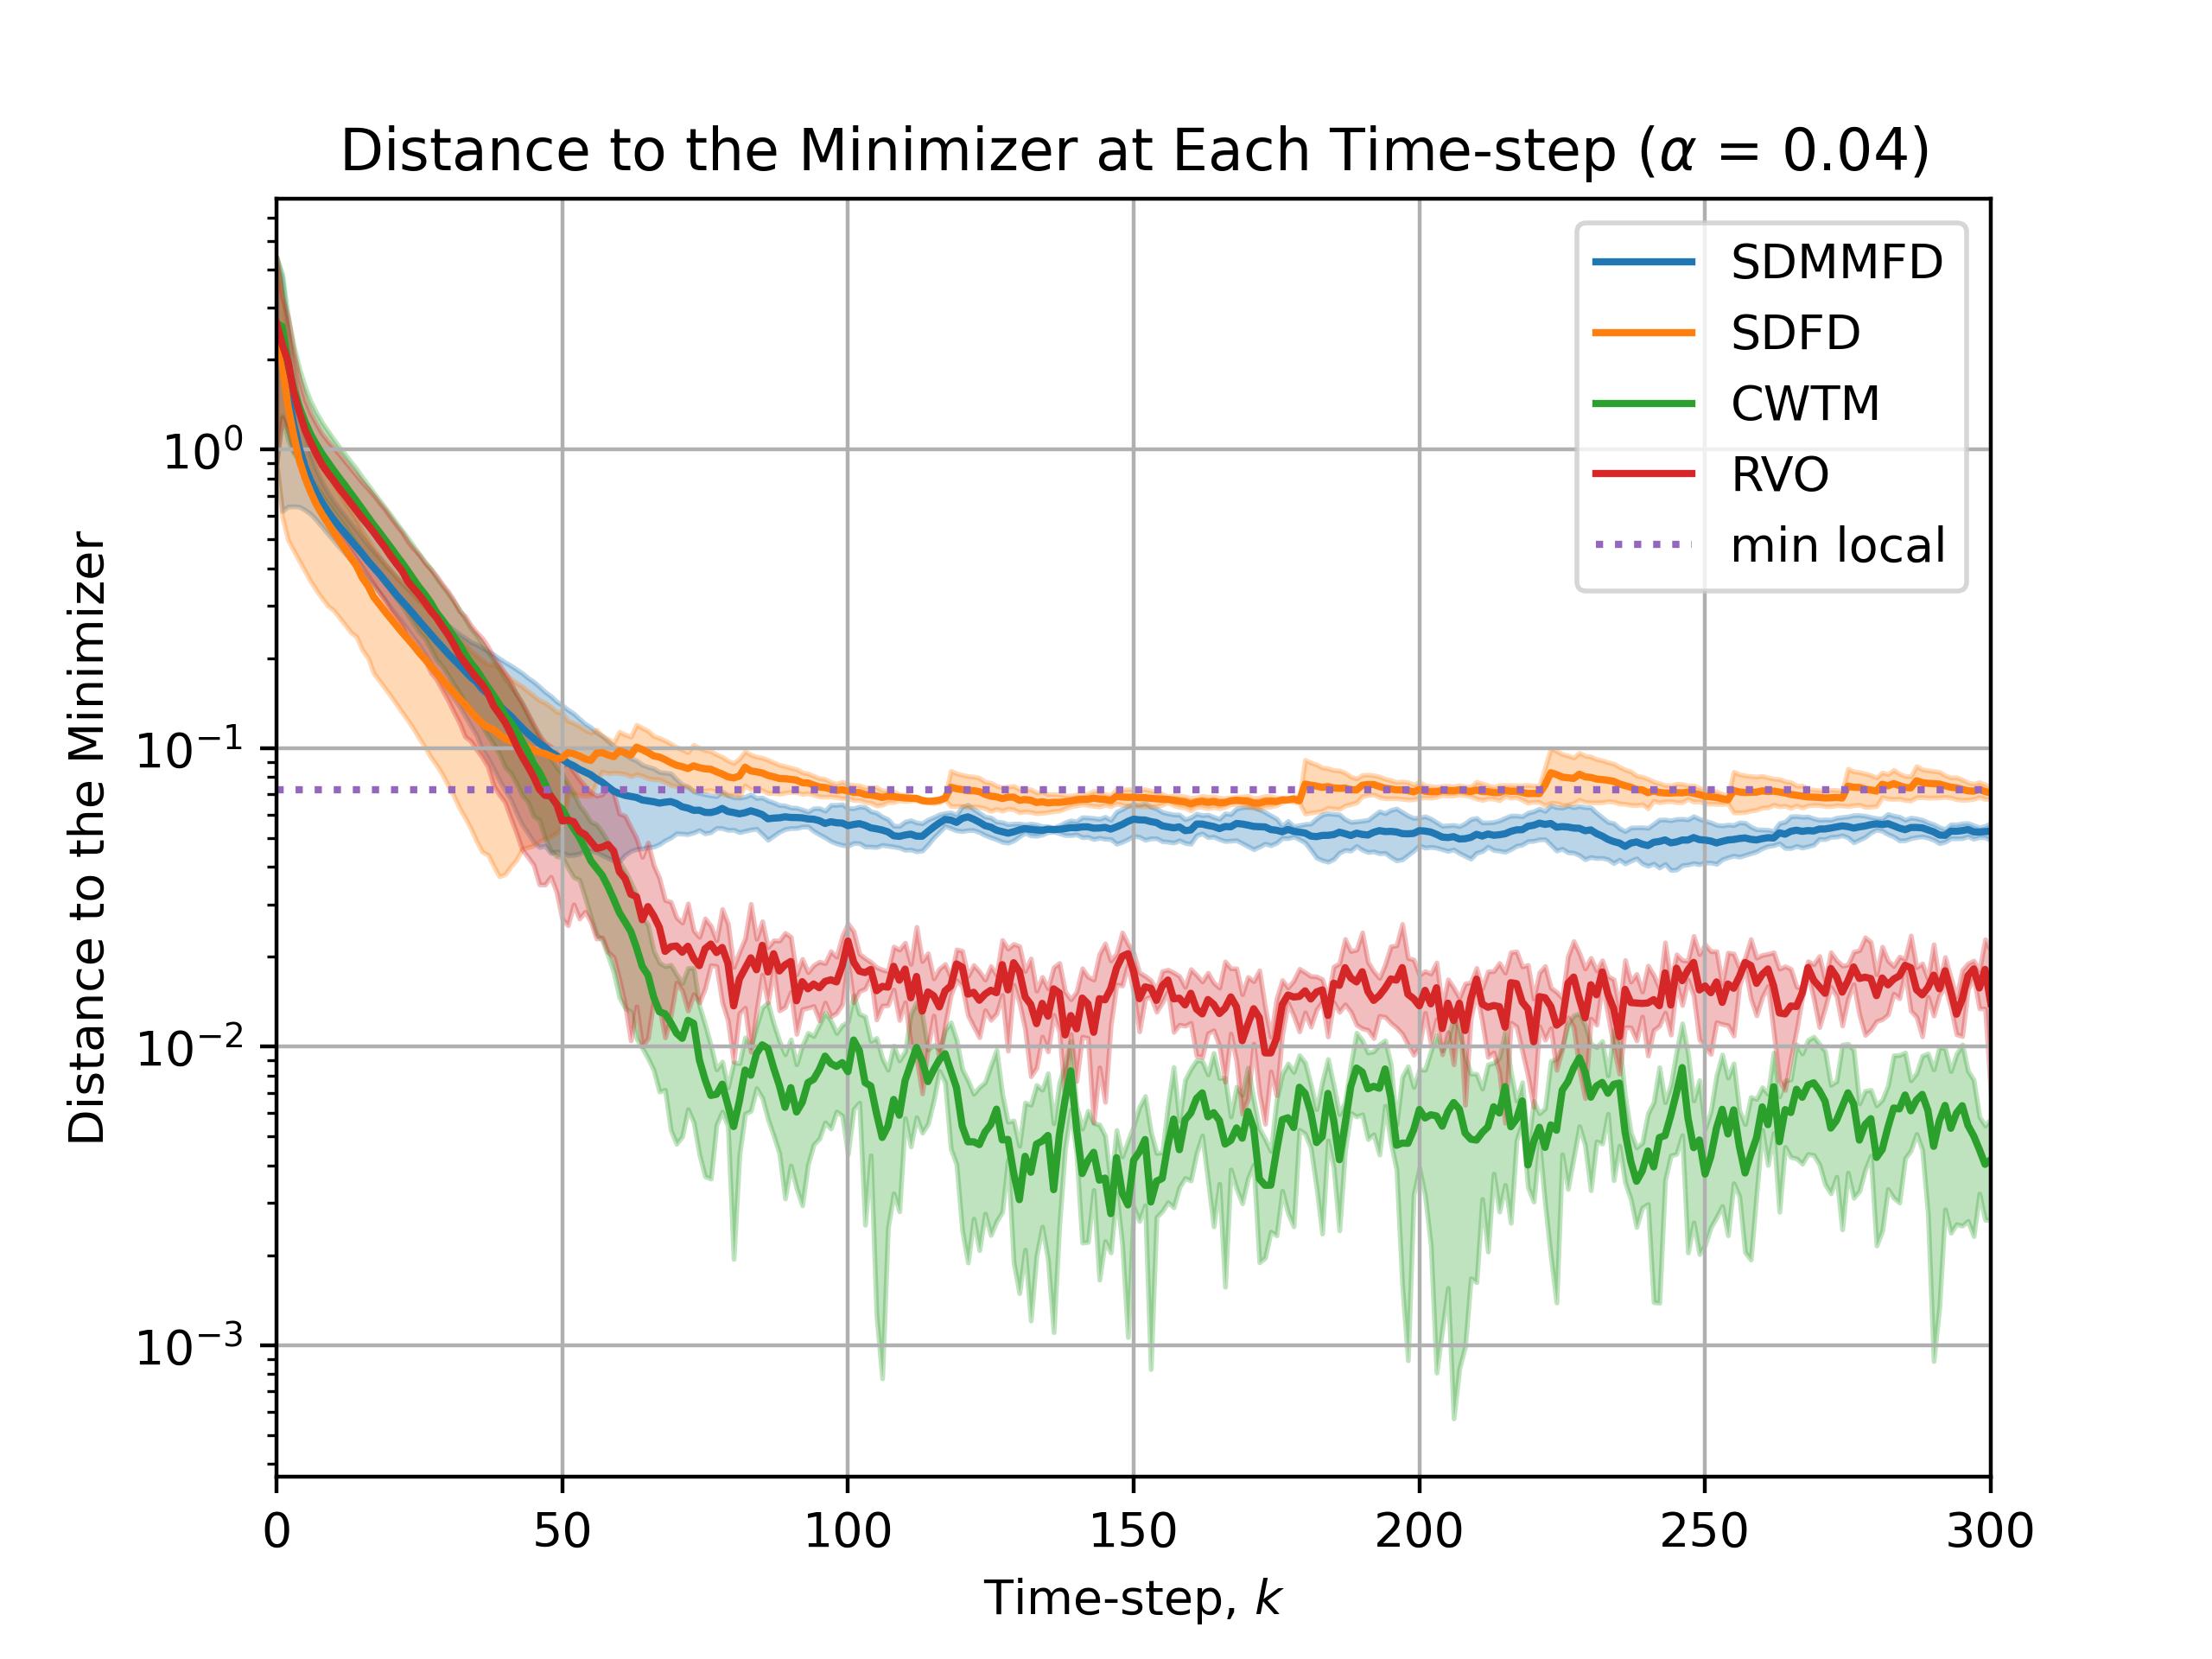 Distance to the Minimizer at Each Time-step (α = 0.04)
SDMMFD
SDFD
CWTM
RVO
min local
Distance to the Minimizer
10⁰
10⁻¹
10⁻²
10⁻³
0 50 100 150 200 250 300
Time-step, k